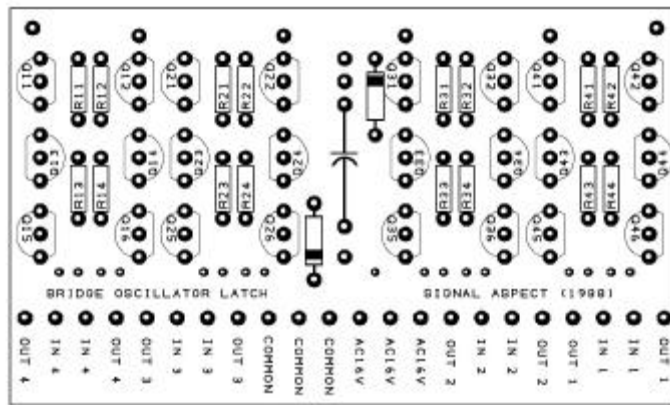 Q11 R11 R12 Q12 Q21 R21 R22 Q22 Q31 R31 R32 Q32 Q41 R41 R42 Q42
Q13 Q14 Q23 Q24 Q33 Q34 Q43
R13 R14 R23 R24 R33 R34 R43 R44
Q15 Q16 Q25 Q26 Q35 Q36 Q45 Q46
BRIDGE OSCILLATOR LATCH SIGNAL ASPECT (1988)
OUT 4 IN 4 IN 4 OUT 4 OUT 3 IN 3 IN 3 OUT 3 COMMON COMMON COMMON AC16V AC16V AC16V OUT 2 IN 2 IN 2 OUT 2 OUT 1 IN 1 IN 1 OUT 1